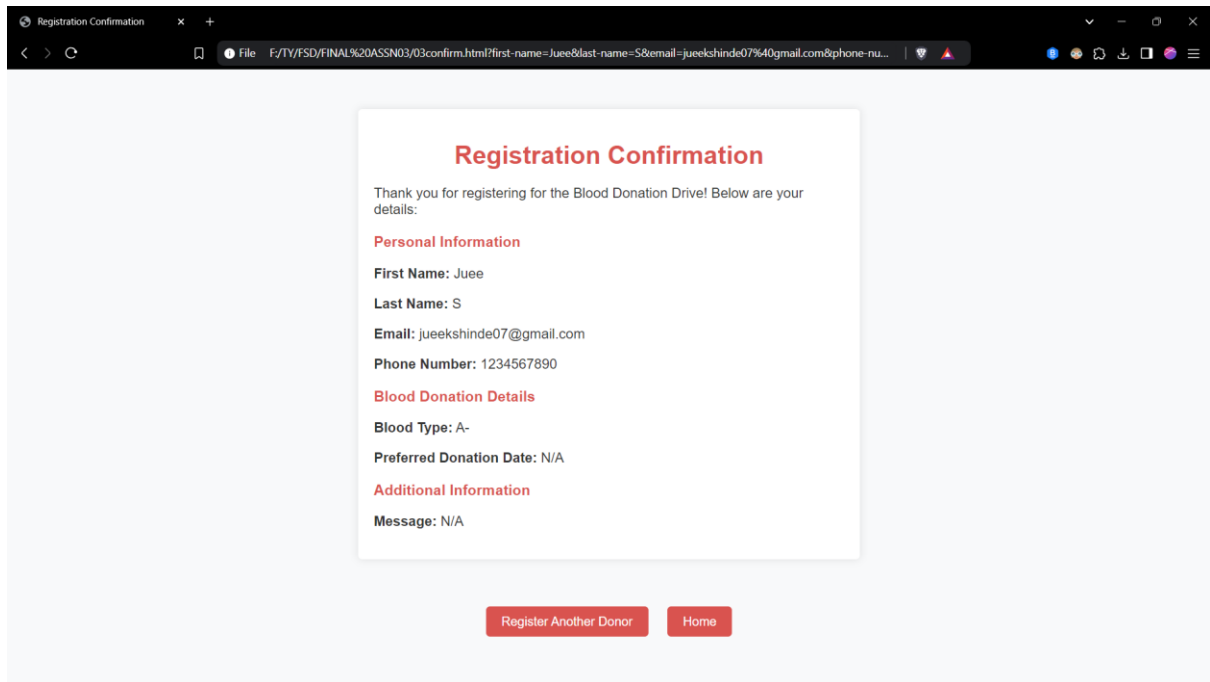 Registration Confirmation
File F:/TY/FSD/FINAL%20ASSN03/03confirm.html?first-name=Juee&last-name=S&email=jueekshinde07%40gmail.com&phone-nu...
Registration Confirmation
Thank you for registering for the Blood Donation Drive! Below are your
details:
Personal Information
First Name: Juee
Last Name: S
Email: jueekshinde07@gmail.com
Phone Number: 1234567890
Blood Donation Details
Blood Type: A-
Preferred Donation Date: N/A
Additional Information
Message: N/A
Register Another Donor Home